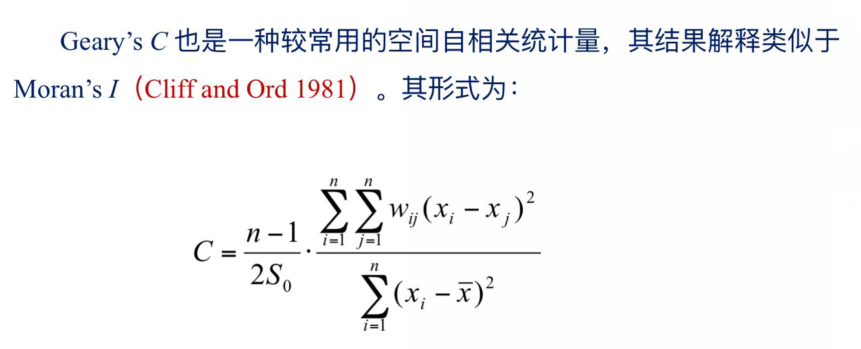 Geary's C 也是一种较常用的空间自相关统计量，其结果解释类似于
Moran's I（Cliff and Ord 1981）。其形式为：
C = \frac{n-1}{2S_0} \cdot \frac{\sum_{i=1}^{n}\sum_{j=1}^{n} w_{ij}(x_i - x_j)^2}{\sum_{i=1}^{n}(x_i - \bar{x})^2}